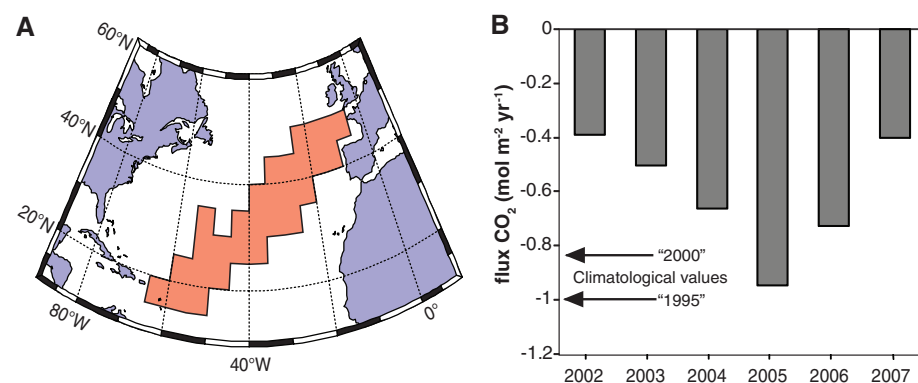 A
60°N
40°N
20°N
80°W
40°W
0°
B
flux CO₂ (mol m⁻² yr⁻¹)
0
-0.2
-0.4
-0.6
-0.8
-1
-1.2
"2000"
Climatological values
"1995"
2002 2003 2004 2005 2006 2007